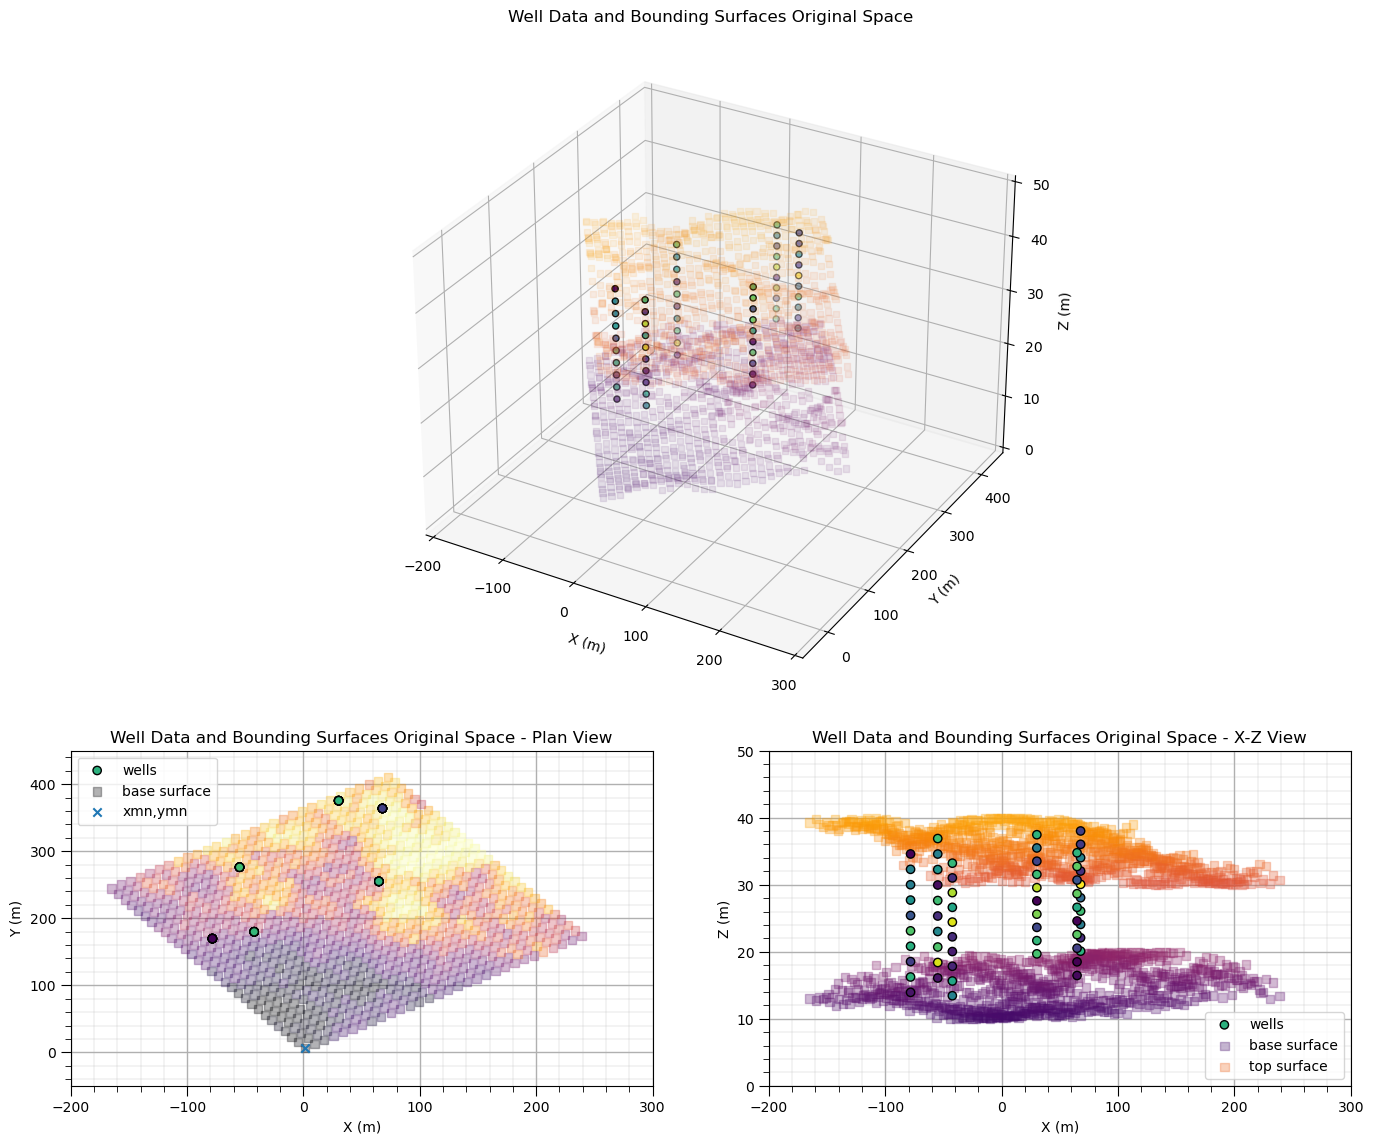 Well Data and Bounding Surfaces Original Space
50
40
30
20
10
0
Z (m)
400
300
200
100
0
Y (m)
−200
−100
0
100
200
300
X (m)
Well Data and Bounding Surfaces Original Space - Plan View
wells
base surface
xmn,ymn
400
300
200
100
0
Y (m)
−200
−100
0
100
200
300
X (m)
Well Data and Bounding Surfaces Original Space - X-Z View
50
40
30
20
10
0
Z (m)
wells
base surface
top surface
−200
−100
0
100
200
300
X (m)